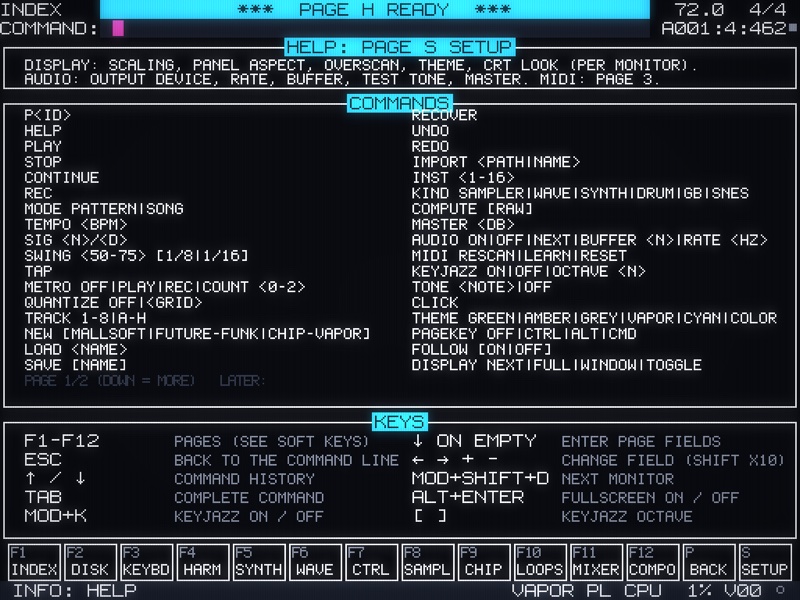 INDEX *** PAGE H READY *** 72.0 4/4
COMMAND: A001:4:462
HELP: PAGE S SETUP
DISPLAY: SCALING, PANEL ASPECT, OVERSCAN, THEME, CRT LOOK (PER MONITOR).
AUDIO: OUTPUT DEVICE, RATE, BUFFER, TEST TONE, MASTER. MIDI: PAGE 3.
COMMANDS
P<ID>
HELP
PLAY
STOP
CONTINUE
REC
MODE PATTERN|SONG
TEMPO <BPM>
SIG <N>/<D>
SWING <50-75> [1/8|1/16]
TAP
METRO OFF|PLAY|REC|COUNT <0-2>
QUANTIZE OFF|<GRID>
TRACK 1-8|A-H
NEW [MALLSOFT|FUTURE-FUNK|CHIP-VAPOR]
LOAD <NAME>
SAVE [NAME]
PAGE 1/2 (DOWN = MORE) LATER:
RECOVER
UNDO
REDO
IMPORT <PATH|NAME>
INST <1-16>
KIND SAMPLER|WAVE|SYNTH|DRUM|GB|SNES
COMPUTE [RAW]
MASTER <DB>
AUDIO ON|OFF|NEXT|BUFFER <N>|RATE <HZ>
MIDI RESCAN|LEARN|RESET
KEYJAZZ ON|OFF|OCTAVE <N>
TONE <NOTE>|OFF
CLICK
THEME GREEN|AMBER|GREY|VAPOR|CYAN|COLOR
PAGEKEY OFF|CTRL|ALT|CMD
FOLLOW [ON|OFF]
DISPLAY NEXT|FULL|WINDOW|TOGGLE
KEYS
F1-F12 PAGES (SEE SOFT KEYS)
ESC BACK TO THE COMMAND LINE
↑ / ↓ COMMAND HISTORY
TAB COMPLETE COMMAND
MOD+K KEYJAZZ ON / OFF
↓ ON EMPTY ENTER PAGE FIELDS
← → + - CHANGE FIELD (SHIFT X10)
MOD+SHIFT+D NEXT MONITOR
ALT+ENTER FULLSCREEN ON / OFF
[ ] KEYJAZZ OCTAVE
F1 F2 F3 F4 F5 F6 F7 F8 F9 F10 F11 F12 P S
INDEX DISK KEYBD HARM SYNTH WAVE CTRL SAMPL CHIP LOOPS MIXER COMPO BACK SETUP
INFO: HELP VAPOR PL CPU 1% V00